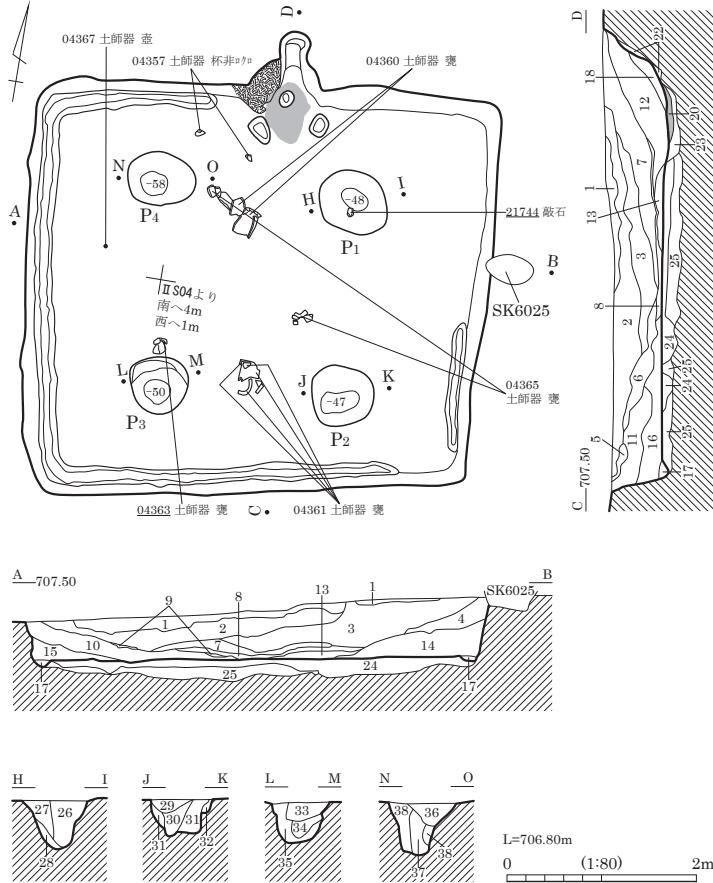 D
04367 土師器 壺
04357 土師器 杯非ﾛｸﾛ
04360 土師器 甕
N
O
-58
P4
H
I
-48
P1
21744 敲石
A
B
SK6025
ⅡS04より
南へ4m
西へ1m
L
M
-50
P3
J
K
-47
P2
04365
土師器 甕
04363 土師器 甕
C
04361 土師器 甕
D
22
18
12
20
23
7
1
13
3
25
8
2
24
25
6
24
25
5
11
16
17
C 707.50
A 707.50
B
SK6025
9
8
13
1
1
2
3
4
10
7
15
14
17
24
25
17
H I
27 26
28
J K
29
30 31
31 32
L M
33
34
35
N O
38 36
38
37
L=706.80m
0 (1:80) 2m